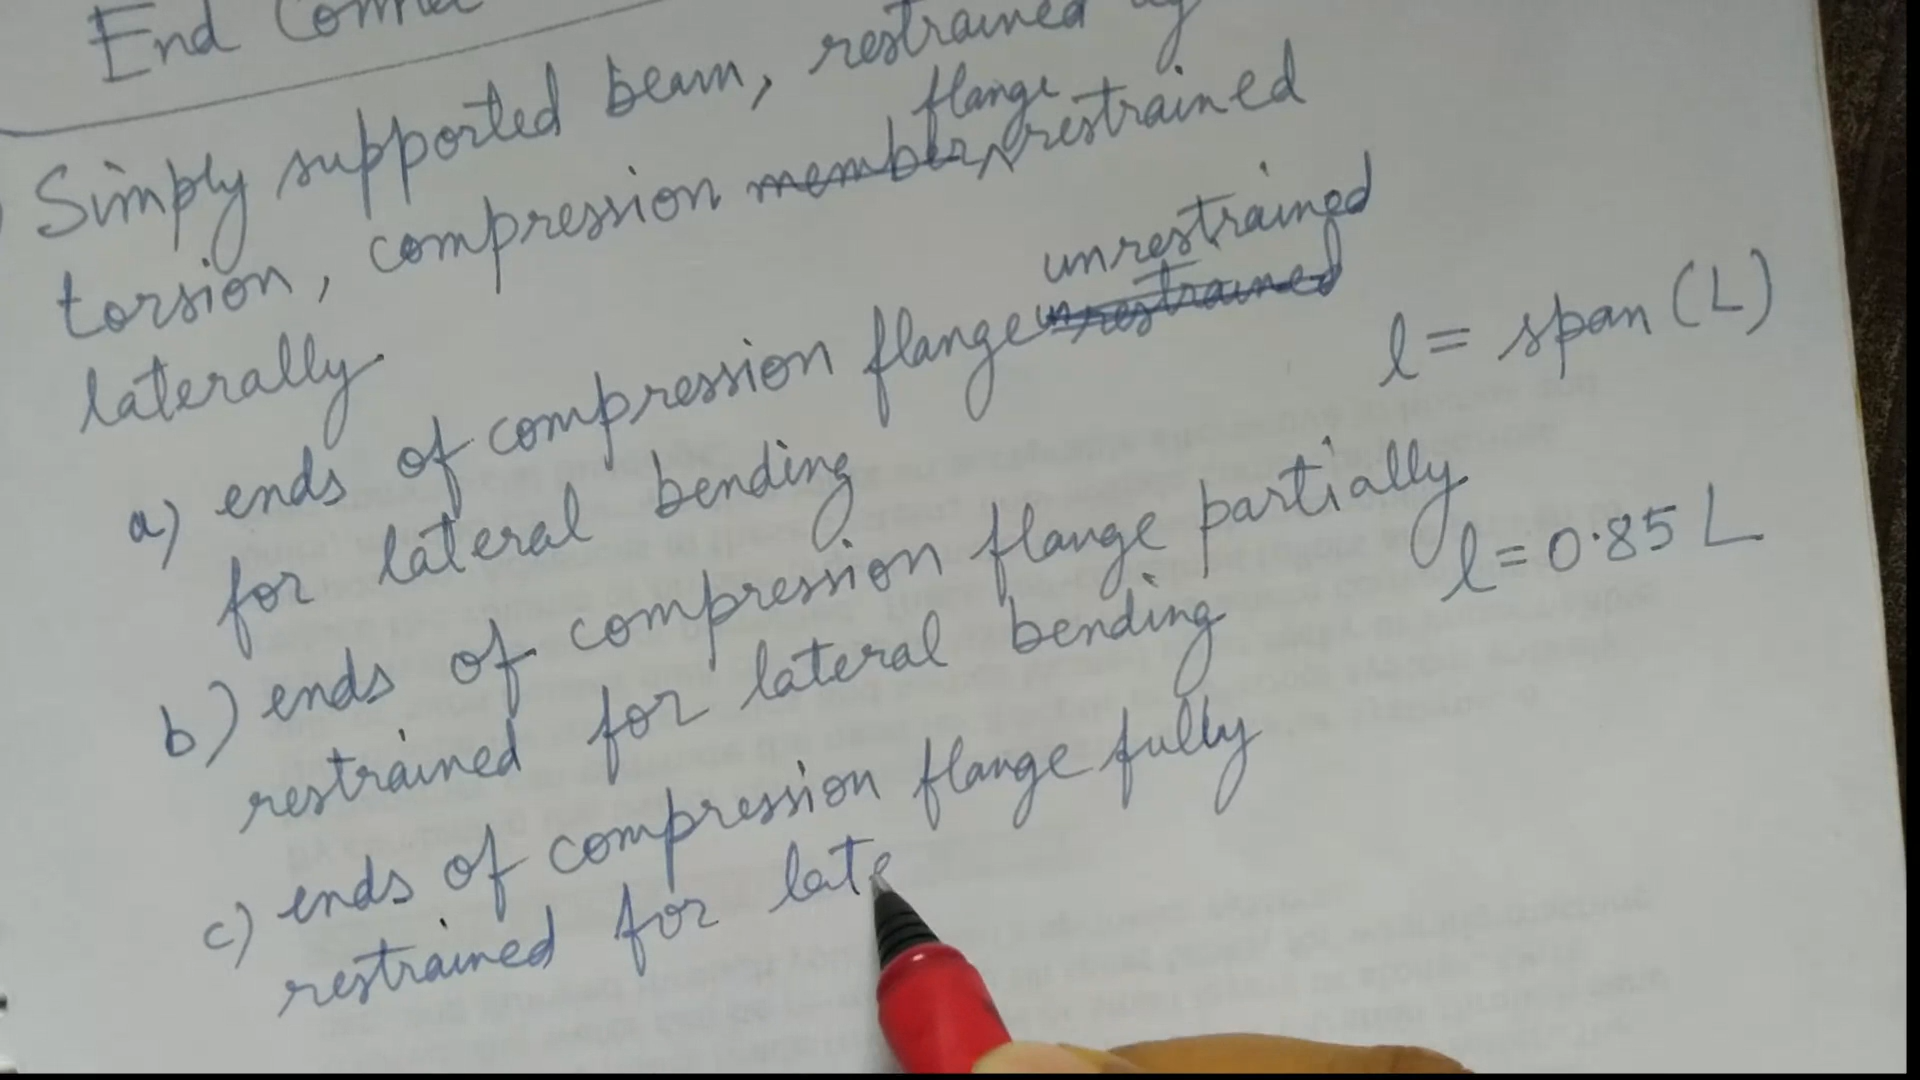 End
Simply supported beam, restrained ag
flange
torsion, compression member restrained
laterally
unrestrained
a) ends of compression flange unrestrained
for lateral bending
l = span (L)
b) ends of compression flange partially
restrained for lateral bending
l = 0.85 L
c) ends of compression flange fully
restrained for late